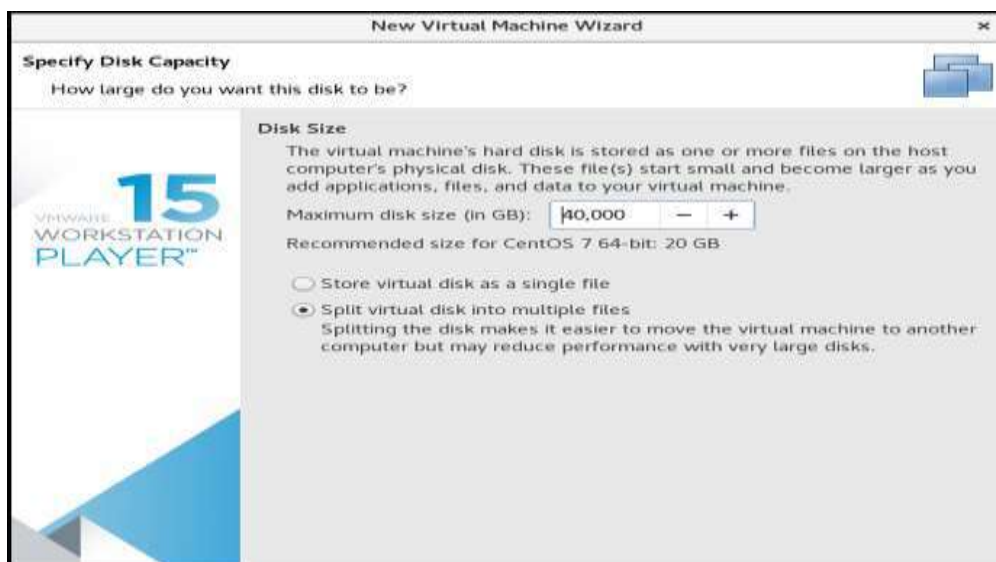 New Virtual Machine Wizard
Specify Disk Capacity
How large do you want this disk to be?
Disk Size
The virtual machine's hard disk is stored as one or more files on the host
computer's physical disk. These file(s) start small and become larger as you
add applications, files, and data to your virtual machine.
Maximum disk size (in GB): 40,000 − +
Recommended size for CentOS 7 64-bit: 20 GB
Store virtual disk as a single file
Split virtual disk into multiple files
Splitting the disk makes it easier to move the virtual machine to another
computer but may reduce performance with very large disks.
15
VMWARE
WORKSTATION
PLAYER™